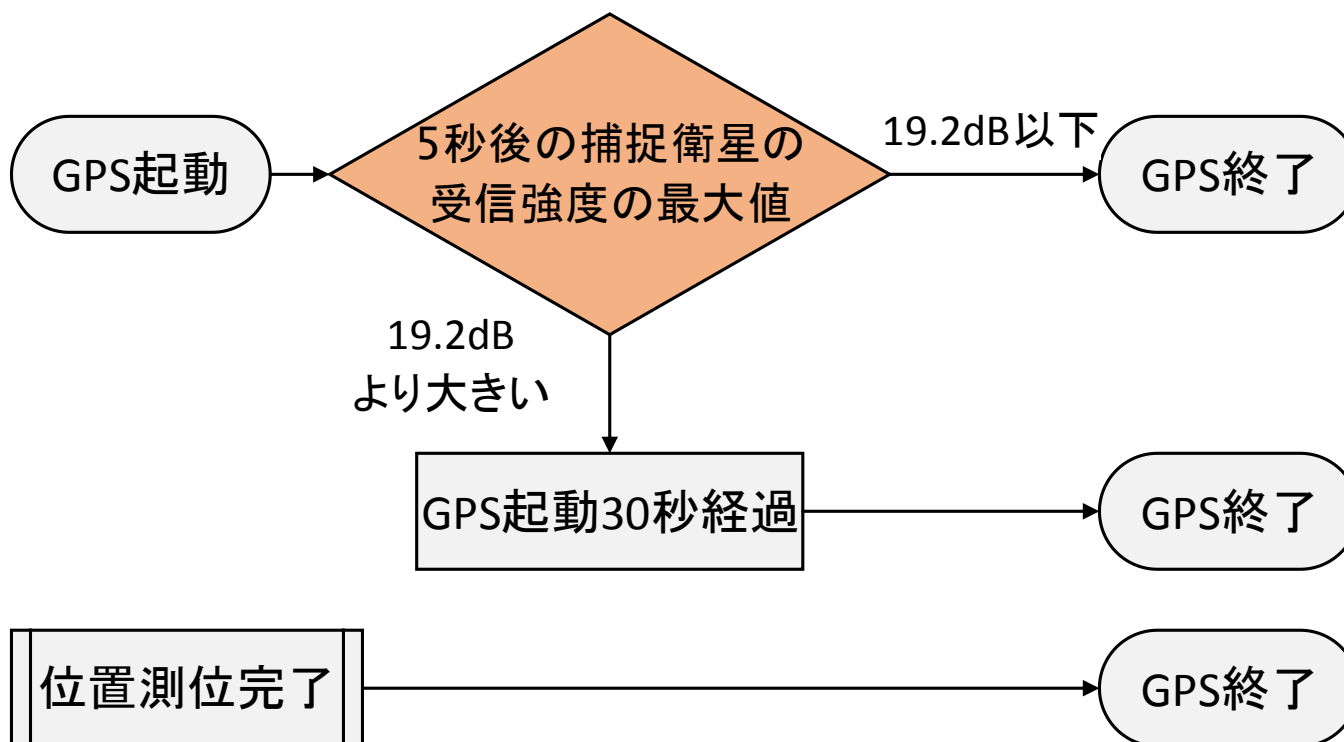 GPS起動
5秒後の捕捉衛星の
受信強度の最大値
19.2dB以下
GPS終了
19.2dB
より大きい
GPS起動30秒経過
GPS終了
位置測位完了
GPS終了